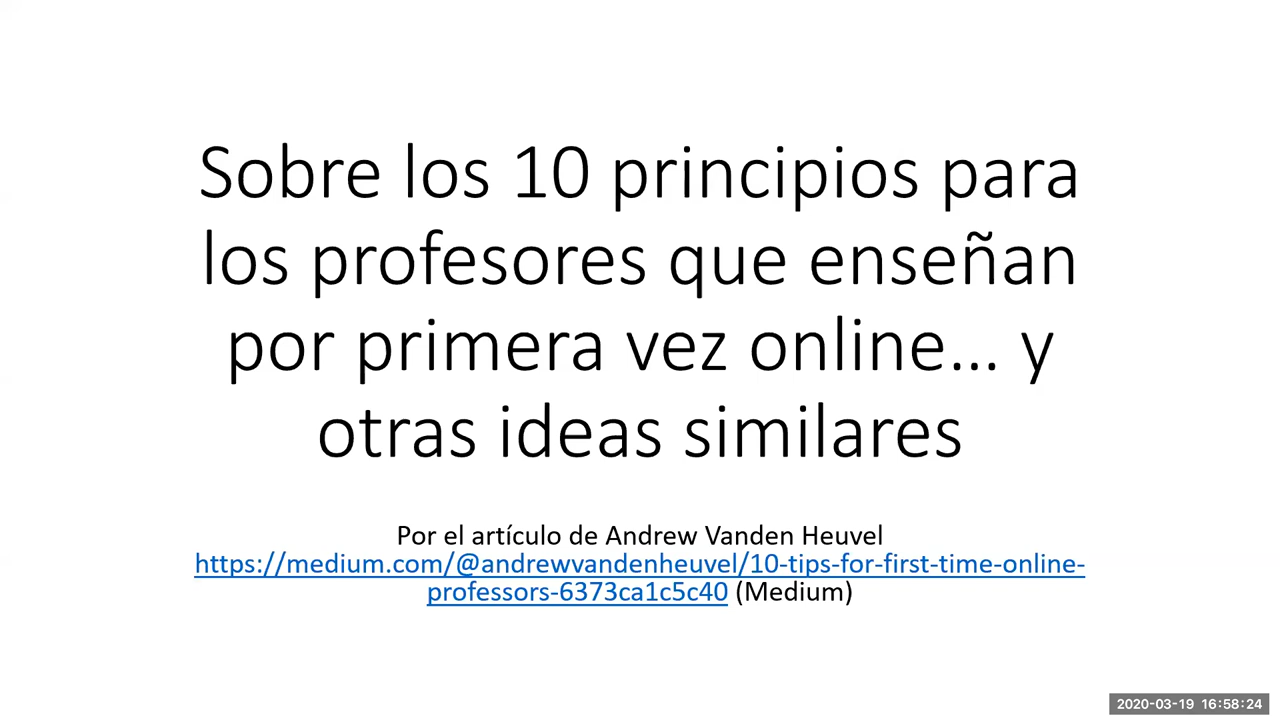 Sobre los 10 principios para
los profesores que enseñan
por primera vez online… y
otras ideas similares
Por el artículo de Andrew Vanden Heuvel
https://medium.com/@andrewvandenheuvel/10-tips-for-first-time-online-
professors-6373ca1c5c40 (Medium)
2020-03-19 16:58:24